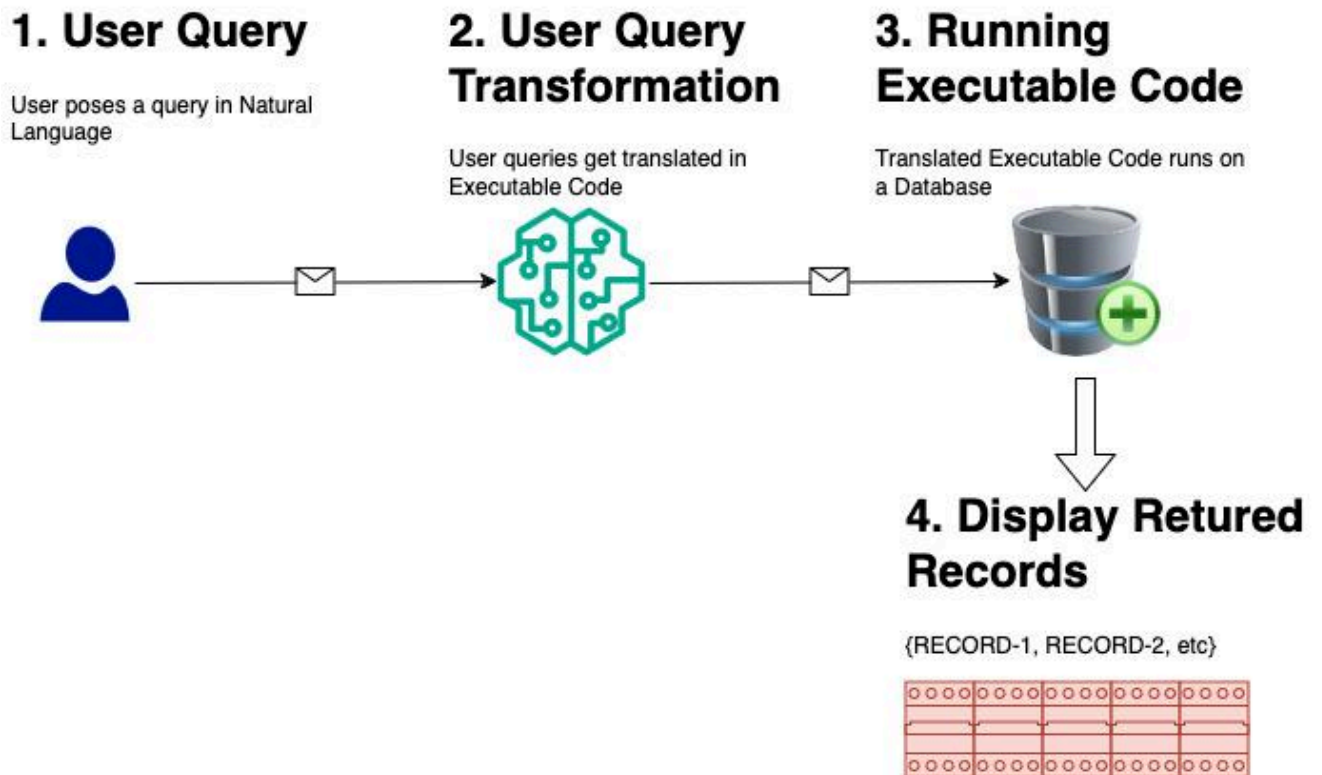 1. User Query
User poses a query in Natural
Language
2. User Query
Transformation
User queries get translated in
Executable Code
3. Running
Executable Code
Translated Executable Code runs on
a Database
4. Display Retured
Records
{RECORD-1, RECORD-2, etc}